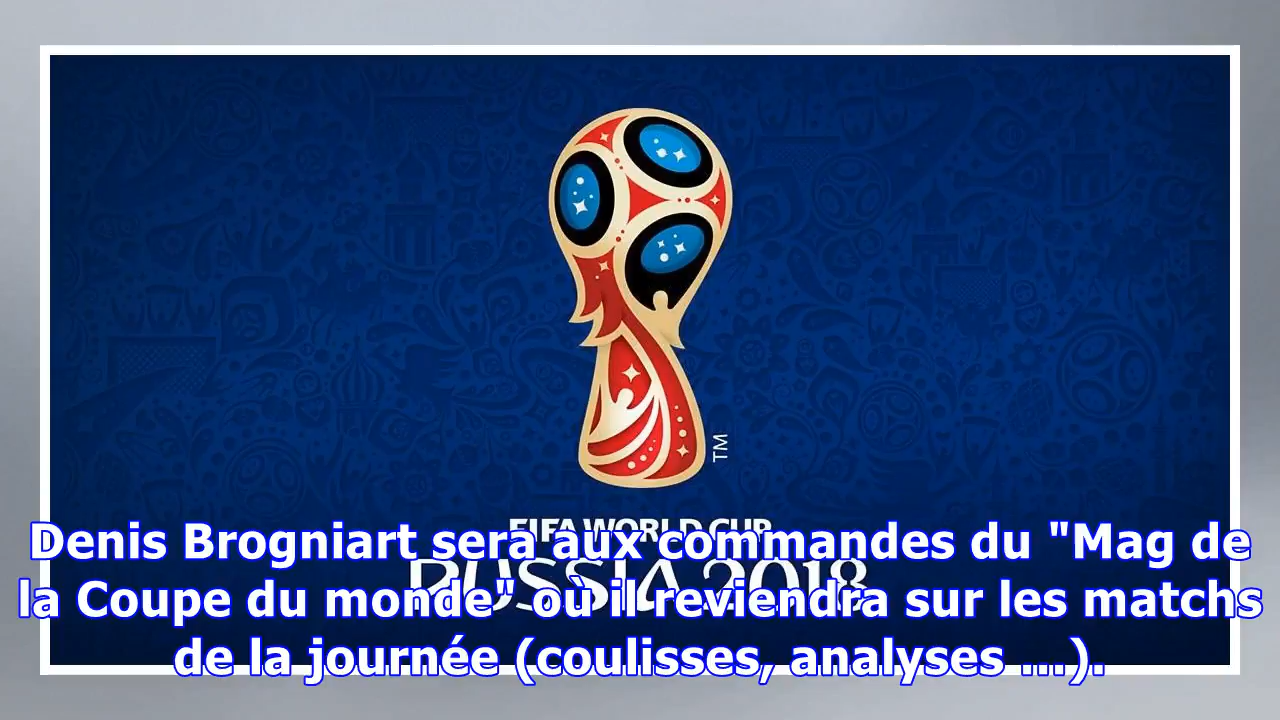 TM
FIFA WORLD CUP
RUSSIA 2018
Denis Brogniart sera aux commandes du "Mag de
la Coupe du monde" où il reviendra sur les matchs
de la journée (coulisses, analyses ...).